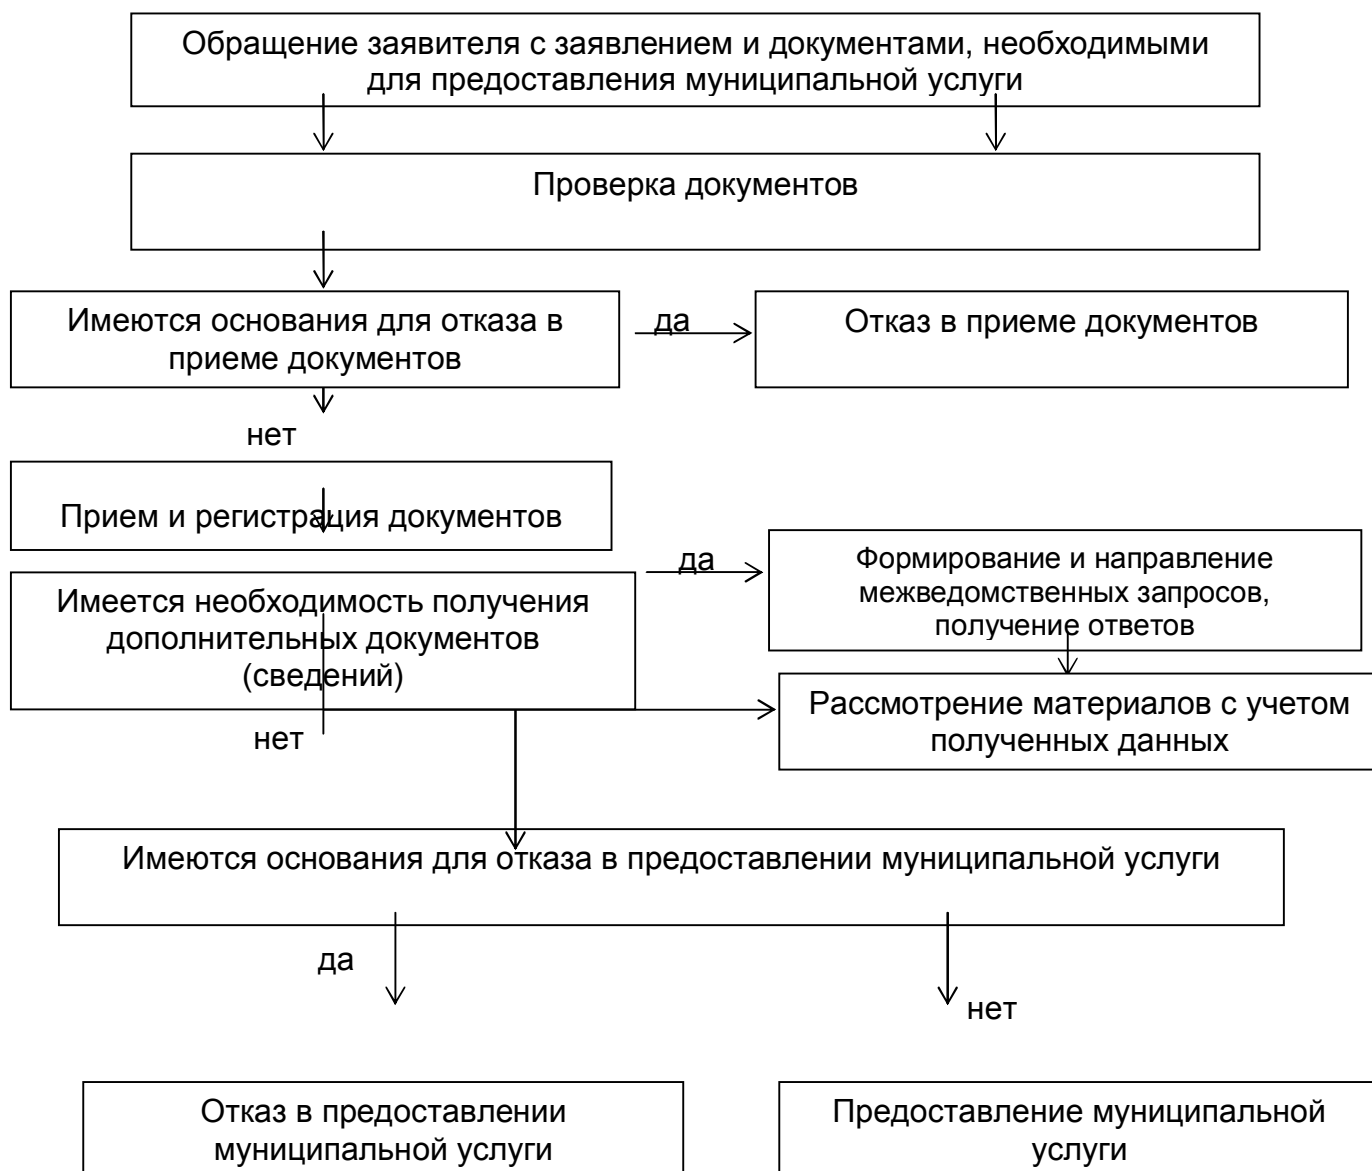 Обращение заявителя с заявлением и документами, необходимыми
для предоставления муниципальной услуги
Проверка документов
Имеются основания для отказа в
приеме документов
да
Отказ в приеме документов
нет
Прием и регистрация документов
да
Формирование и направление
межведомственных запросов,
получение ответов
Имеется необходимость получения
дополнительных документов
(сведений)
Рассмотрение материалов с учетом
полученных данных
нет
Имеются основания для отказа в предоставлении муниципальной услуги
да
нет
Отказ в предоставлении
муниципальной услуги
Предоставление муниципальной
услуги